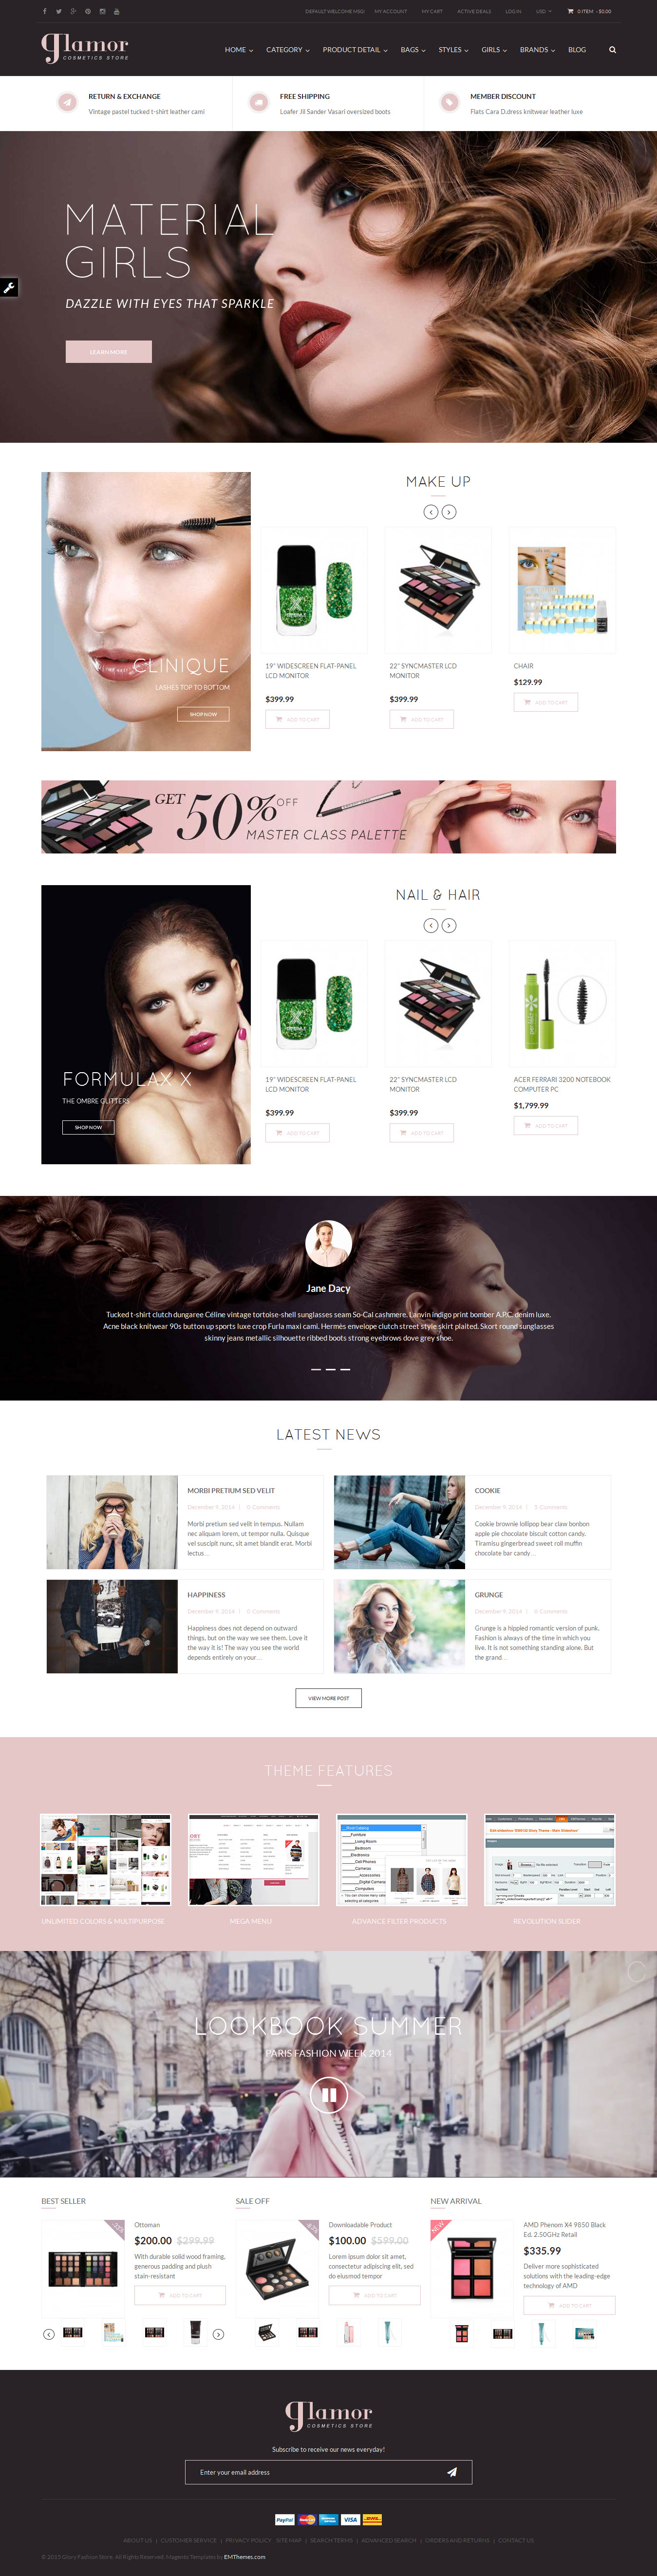 DEFAULT WELCOME MSG! MY ACCOUNT MY CART ACTIVE DEALS LOG IN USD 0 ITEM - $0.00
Glamor
COSMETICS STORE
HOME CATEGORY PRODUCT DETAIL BAGS STYLES GIRLS BRANDS BLOG
RETURN & EXCHANGE
Vintage pastel tucked t-shirt leather cami
FREE SHIPPING
Loafer Jil Sander Vasari oversized boots
MEMBER DISCOUNT
Flats Cara D.dress knitwear leather luxe
MATERIAL
GIRLS
DAZZLE WITH EYES THAT SPARKLE
LEARN MORE
CLINIQUE
LASHES TOP TO BOTTOM
SHOP NOW
MAKE UP
19" WIDESCREEN FLAT-PANEL
LCD MONITOR
$399.99
ADD TO CART
22" SYNCMASTER LCD
MONITOR
$399.99
ADD TO CART
CHAIR
$129.99
ADD TO CART
GET 50% OFF
MASTER CLASS PALETTE
FORMULAX X
THE OMBRE GLITTERS
SHOP NOW
NAIL & HAIR
19" WIDESCREEN FLAT-PANEL
LCD MONITOR
$399.99
ADD TO CART
22" SYNCMASTER LCD
MONITOR
$399.99
ADD TO CART
ACER FERRARI 3200 NOTEBOOK
COMPUTER PC
$1,799.99
ADD TO CART
Jane Dacy
Tucked t-shirt clutch dungaree Céline vintage tortoise-shell sunglasses seam So-Cal cashmere. Lanvin indigo print bomber A.P.C. denim luxe.
Acne black knitwear 90s button up sports luxe crop Furla maxi cami. Hermès envelope clutch street style skirt plaited. Skort round sunglasses
skinny jeans metallic silhouette ribbed boots strong eyebrows dove grey shoe.
LATEST NEWS
MORBI PRETIUM SED VELIT
December 9, 2014 | 0 Comments
Morbi pretium sed velit in tempus. Nullam
nec aliquam lorem, ut tempor nulla. Quisque
vel suscipit nunc, sit amet blandit erat. Morbi
lectus...
COOKIE
December 9, 2014 | 5 Comments
Cookie brownie lollipop bear claw bonbon
apple pie chocolate biscuit cotton candy.
Tiramisu gingerbread sweet roll muffin
chocolate bar candy ...
HAPPINESS
December 9, 2014 | 0 Comments
Happiness does not depend on outward
things, but on the way we see them. Love it
the way it is! The way you see the world
depends entirely on your ...
GRUNGE
December 9, 2014 | 0 Comments
Grunge is a hippied romantic version of punk.
Fashion is always of the time in which you
live. It is not something standing alone. But
the grand ...
VIEW MORE POST
THEME FEATURES
UNLIMITED COLORS & MULTIPURPOSE
MEGA MENU
ADVANCE FILTER PRODUCTS
REVOLUTION SLIDER
LOOKBOOK SUMMER
PARIS FASHION WEEK 2014
BEST SELLER
Ottoman
$200.00 $299.99
With durable solid wood framing,
generous padding and plush
stain-resistant
ADD TO CART
SALE OFF
Downloadable Product
$100.00 $599.00
Lorem ipsum dolor sit amet,
consectetur adipiscing elit, sed
do eiusmod tempor
ADD TO CART
NEW ARRIVAL
NEW
AMD Phenom X4 9850 Black
Ed. 2.50GHz Retail
$335.99
Deliver more sophisticated
solutions with the leading-edge
technology of AMD
ADD TO CART
Glamor
COSMETICS STORE
Subscribe to receive our news everyday!
Enter your email address
PayPal MasterCard VISA DHL
ABOUT US | CUSTOMER SERVICE | PRIVACY POLICY SITE MAP | SEARCH TERMS | ADVANCED SEARCH | ORDERS AND RETURNS | CONTACT US
© 2015 Glory Fashion Store. All Rights Reserved. Magento Templates by EMThemes.com